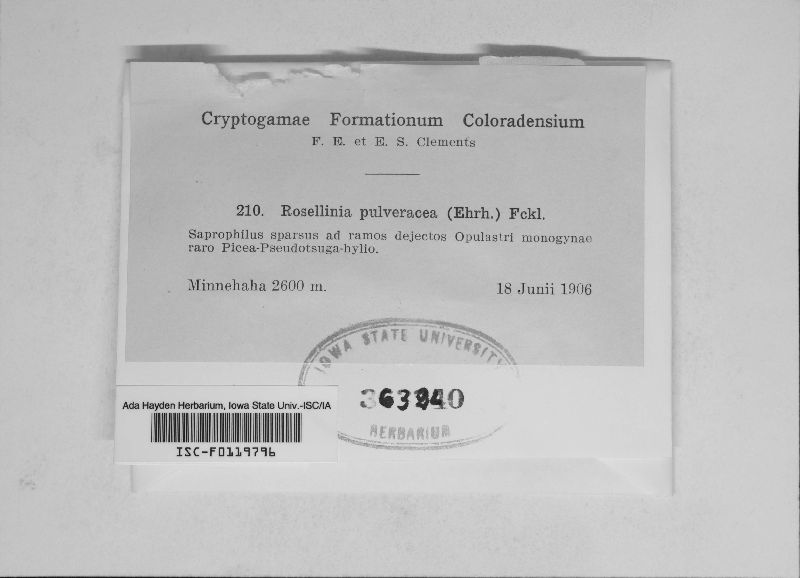 Cryptogamae Formationum Coloradensium
F. E. et E. S. Clements
210. Rosellinia pulveracea (Ehrh.) Fckl.
Saprophilus sparsus ad ramos dejectos Opulastri monogynae
raro Picea-Pseudotsuga-hylio.
Minnehaha 2600 m. 18 Junii 1906
IOWA STATE UNIVERSITY
HERBARIUM
Ada Hayden Herbarium, Iowa State Univ.-ISC/IA
ISC-F0119796